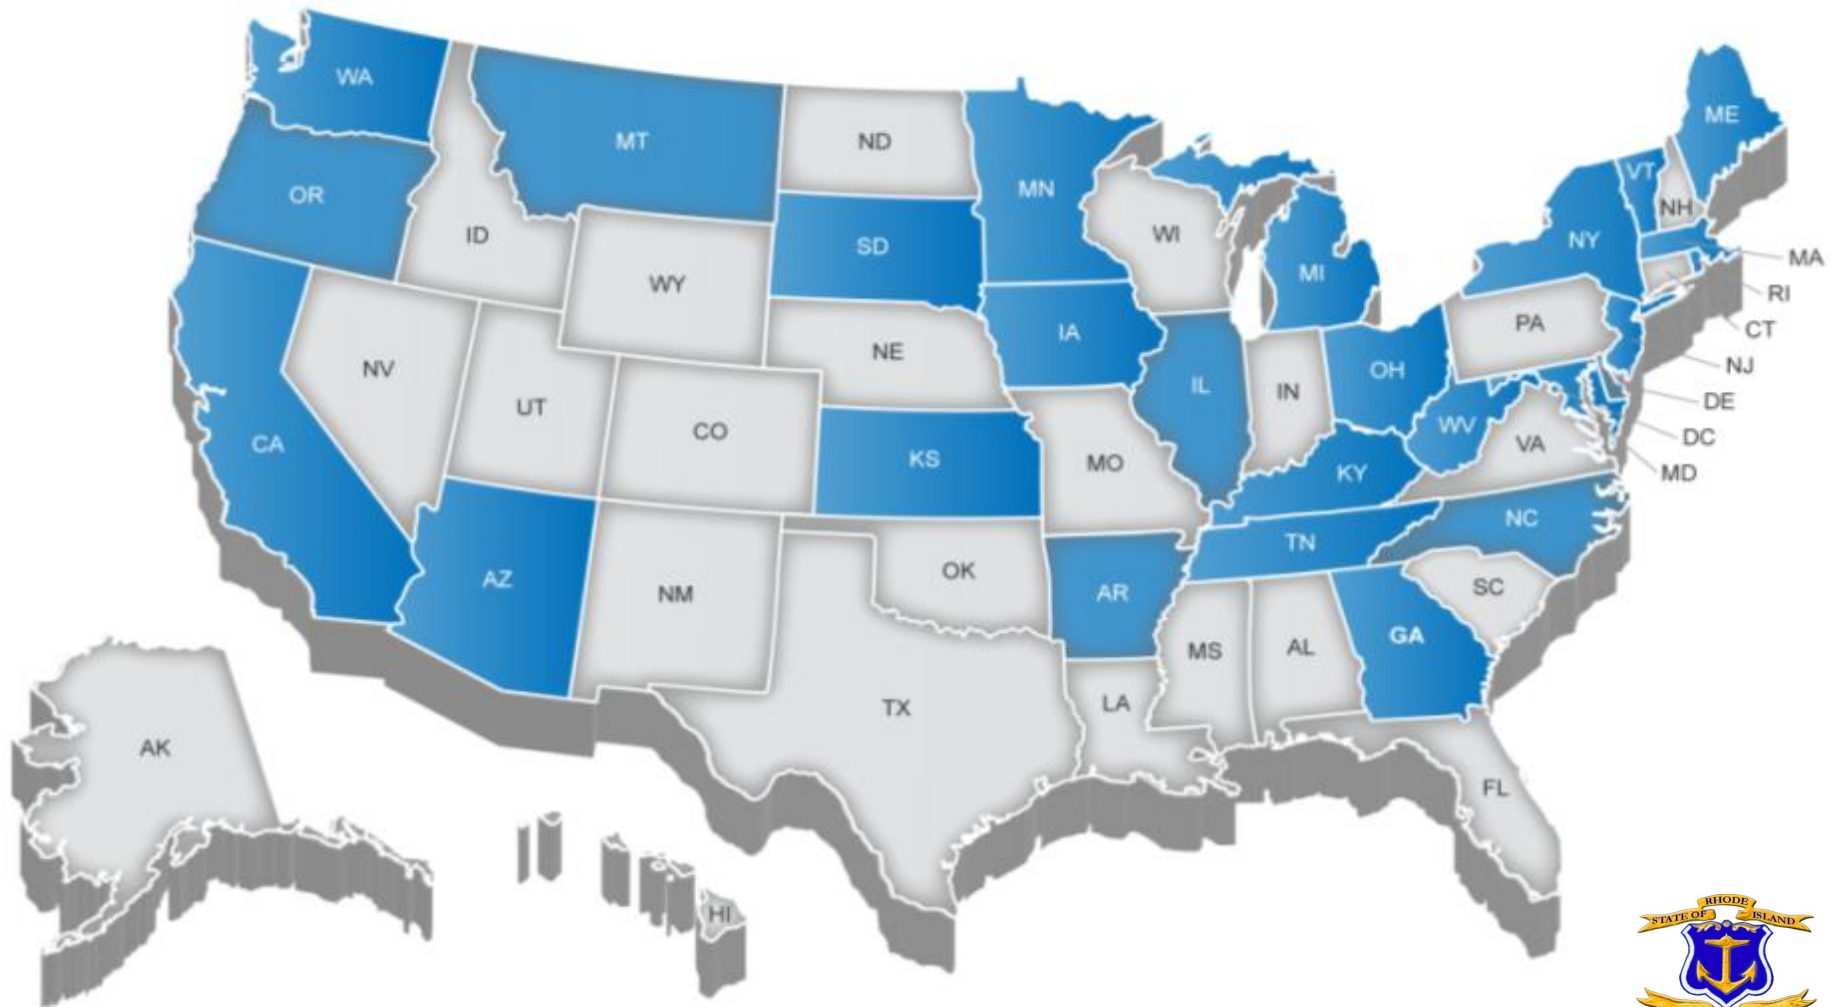 WA
MT
ND
MN
ME
VT
NH
OR
ID
SD
WI
MI
NY
MA
RI
CT
WY
IA
NE
PA
NJ
NV
UT
CO
IL
IN
OH
DE
DC
MD
CA
KS
MO
WV
VA
KY
NC
TN
AZ
NM
OK
AR
SC
MS
AL
GA
LA
TX
FL
AK
HI
STATE OF RHODE ISLAND